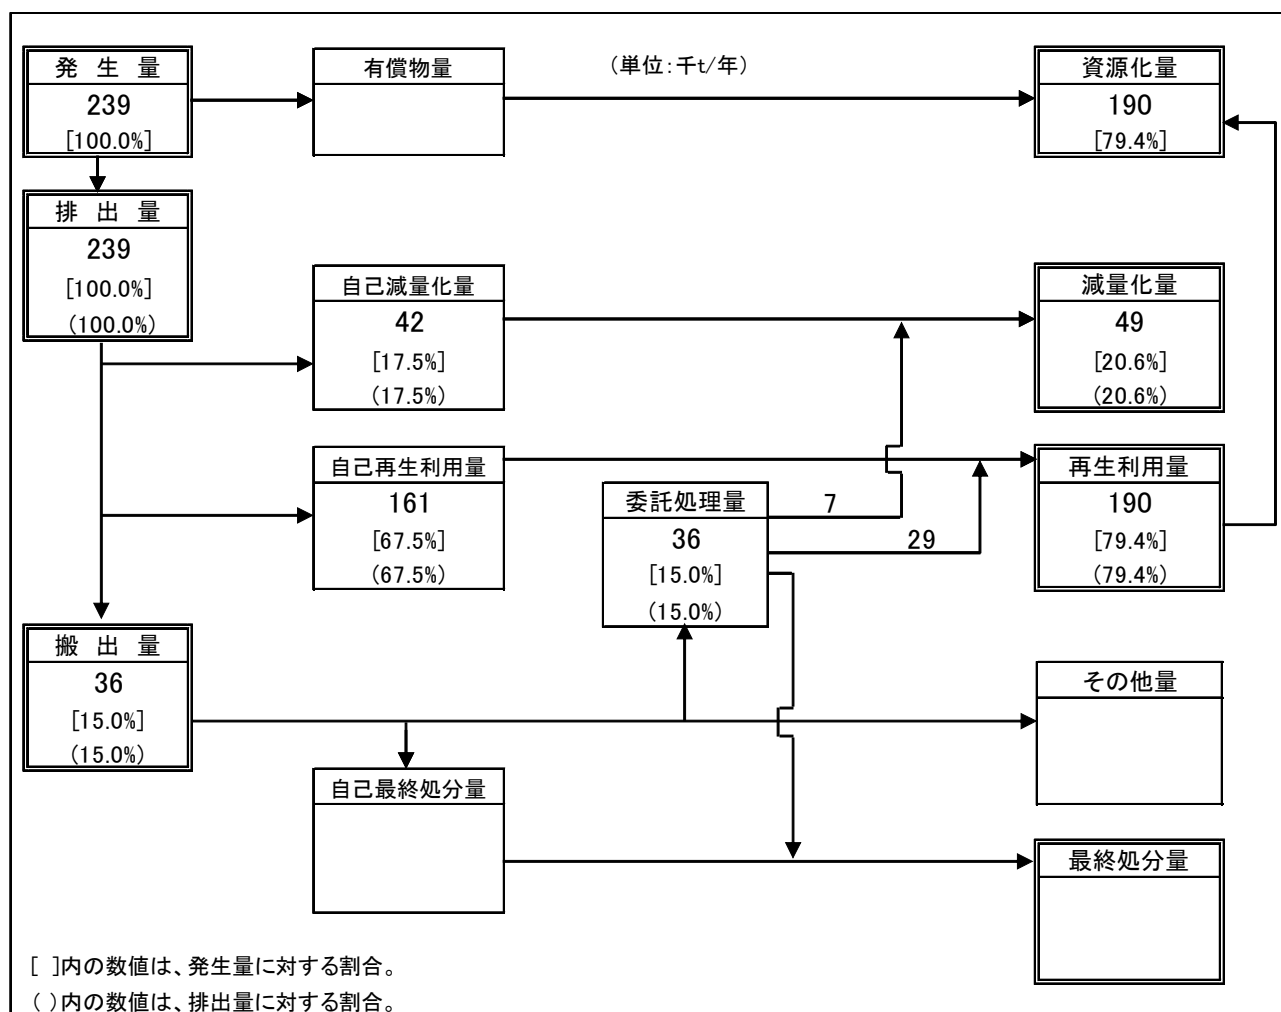 発 生 量
239
[100.0%]
有償物量
(単位:千t/年)
資源化量
190
[79.4%]
排 出 量
239
[100.0%]
(100.0%)
自己減量化量
42
[17.5%]
(17.5%)
減量化量
49
[20.6%]
(20.6%)
自己再生利用量
161
[67.5%]
(67.5%)
委託処理量
36
[15.0%]
(15.0%)
7
29
再生利用量
190
[79.4%]
(79.4%)
搬 出 量
36
[15.0%]
(15.0%)
その他量
自己最終処分量
最終処分量
[ ]内の数値は、発生量に対する割合。
( )内の数値は、排出量に対する割合。